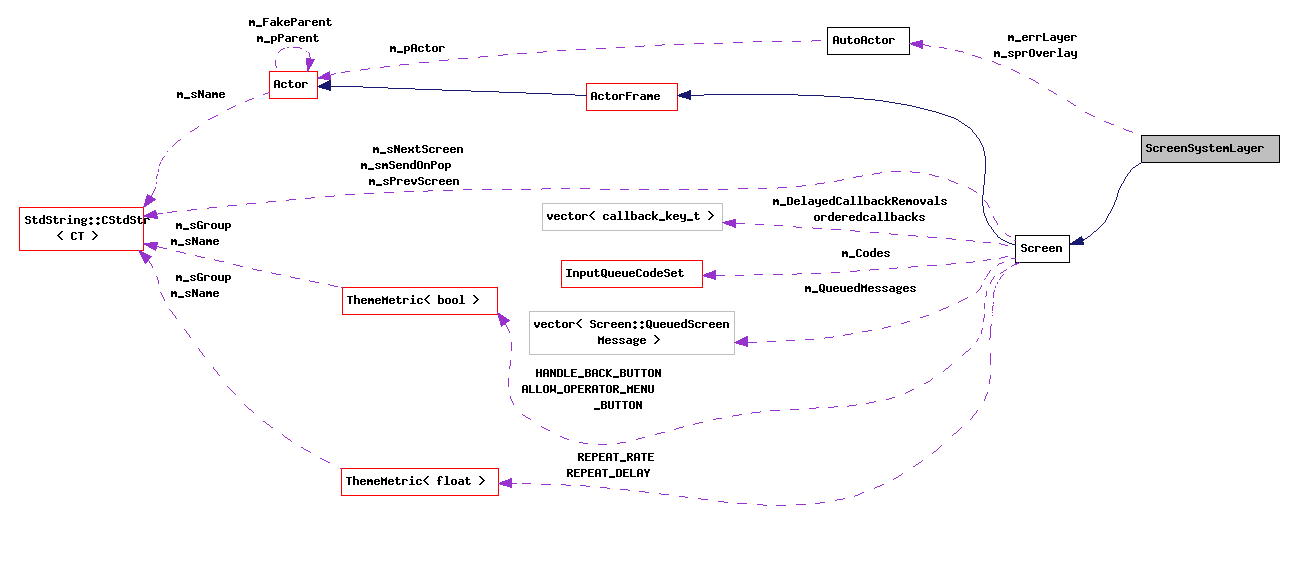 m_FakeParent
m_pParent
m_pActor
AutoActor
m_errLayer
m_sprOverlay
Actor
m_sName
ActorFrame
ScreenSystemLayer
m_sNextScreen
m_smSendOnPop
m_sPrevScreen
StdString::CStdStr
< CT >
m_sGroup
m_sName
vector< callback_key_t >
m_DelayedCallbackRemovals
orderedcallbacks
Screen
m_Codes
InputQueueCodeSet
m_sGroup
m_sName
m_QueuedMessages
ThemeMetric< bool >
vector< Screen::QueuedScreen
Message >
HANDLE_BACK_BUTTON
ALLOW_OPERATOR_MENU
_BUTTON
REPEAT_RATE
REPEAT_DELAY
ThemeMetric< float >